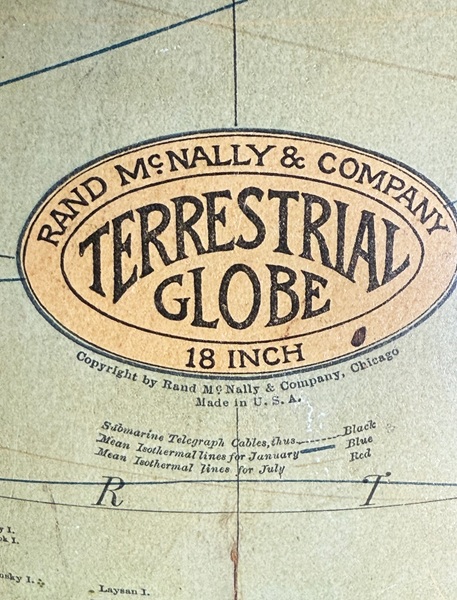 RAND McNALLY & COMPANY
TERRESTRIAL
GLOBE
18 INCH
Copyright by Rand McNally & Company, Chicago
Made in U. S. A.
Submarine Telegraph Cables, thus Black
Mean Isothermal lines for January Blue
Mean Isothermal lines for July Red
R T
I.
I.
I.
Laysan I.